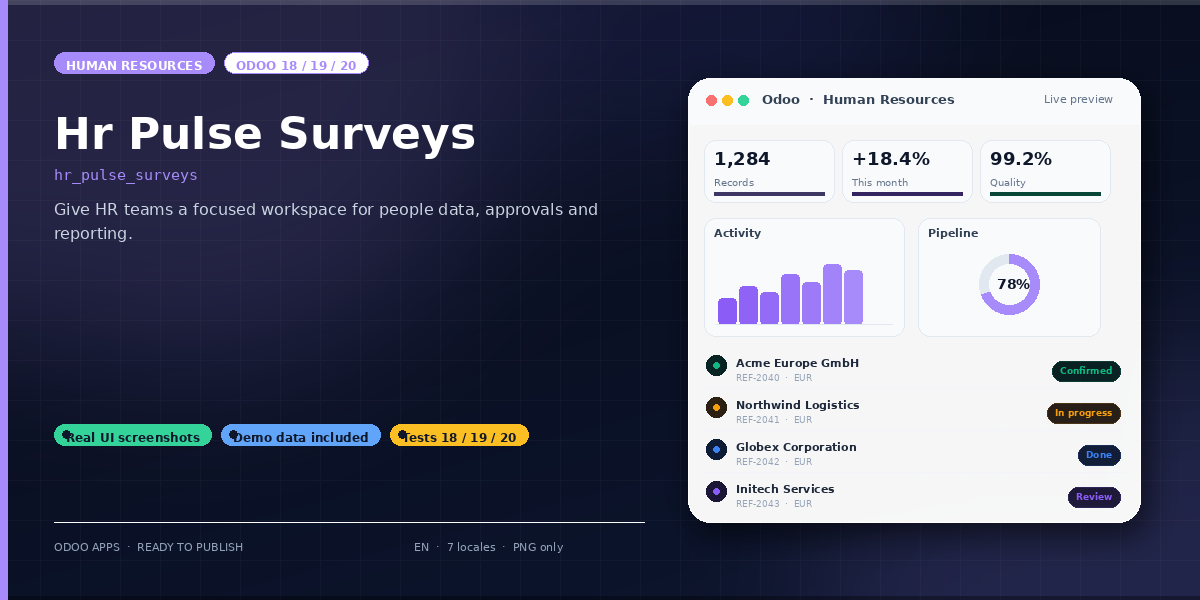 HUMAN RESOURCES
ODOO 18 / 19 / 20
Hr Pulse Surveys
hr_pulse_surveys
Give HR teams a focused workspace for people data, approvals and
reporting.
Real UI screenshots
Demo data included
Tests 18 / 19 / 20
ODOO APPS · READY TO PUBLISH
EN · 7 locales · PNG only
Odoo · Human Resources
Live preview
1,284
Records
+18.4%
This month
99.2%
Quality
Activity
Pipeline
78%
Acme Europe GmbH
REF-2040 · EUR
Confirmed
Northwind Logistics
REF-2041 · EUR
In progress
Globex Corporation
REF-2042 · EUR
Done
Initech Services
REF-2043 · EUR
Review